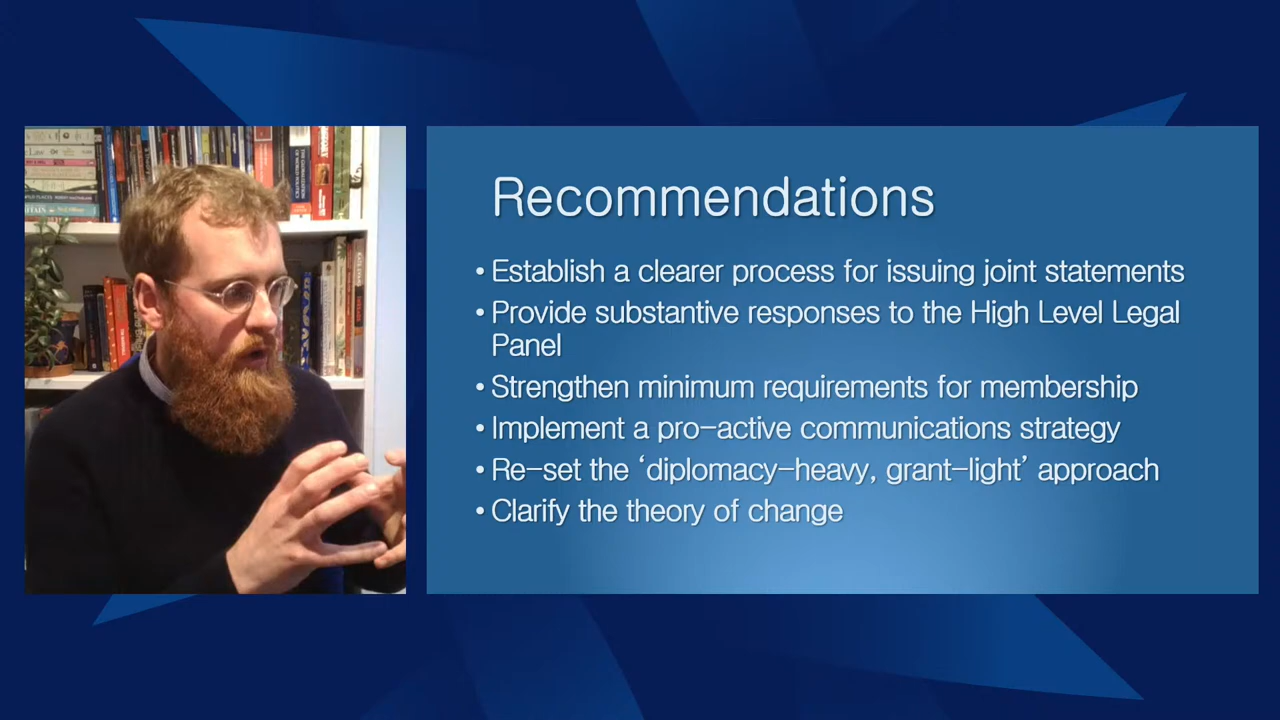 Recommendations
• Establish a clearer process for issuing joint statements
• Provide substantive responses to the High Level Legal
Panel
• Strengthen minimum requirements for membership
• Implement a pro-active communications strategy
• Re-set the ‘diplomacy-heavy, grant-light’ approach
• Clarify the theory of change